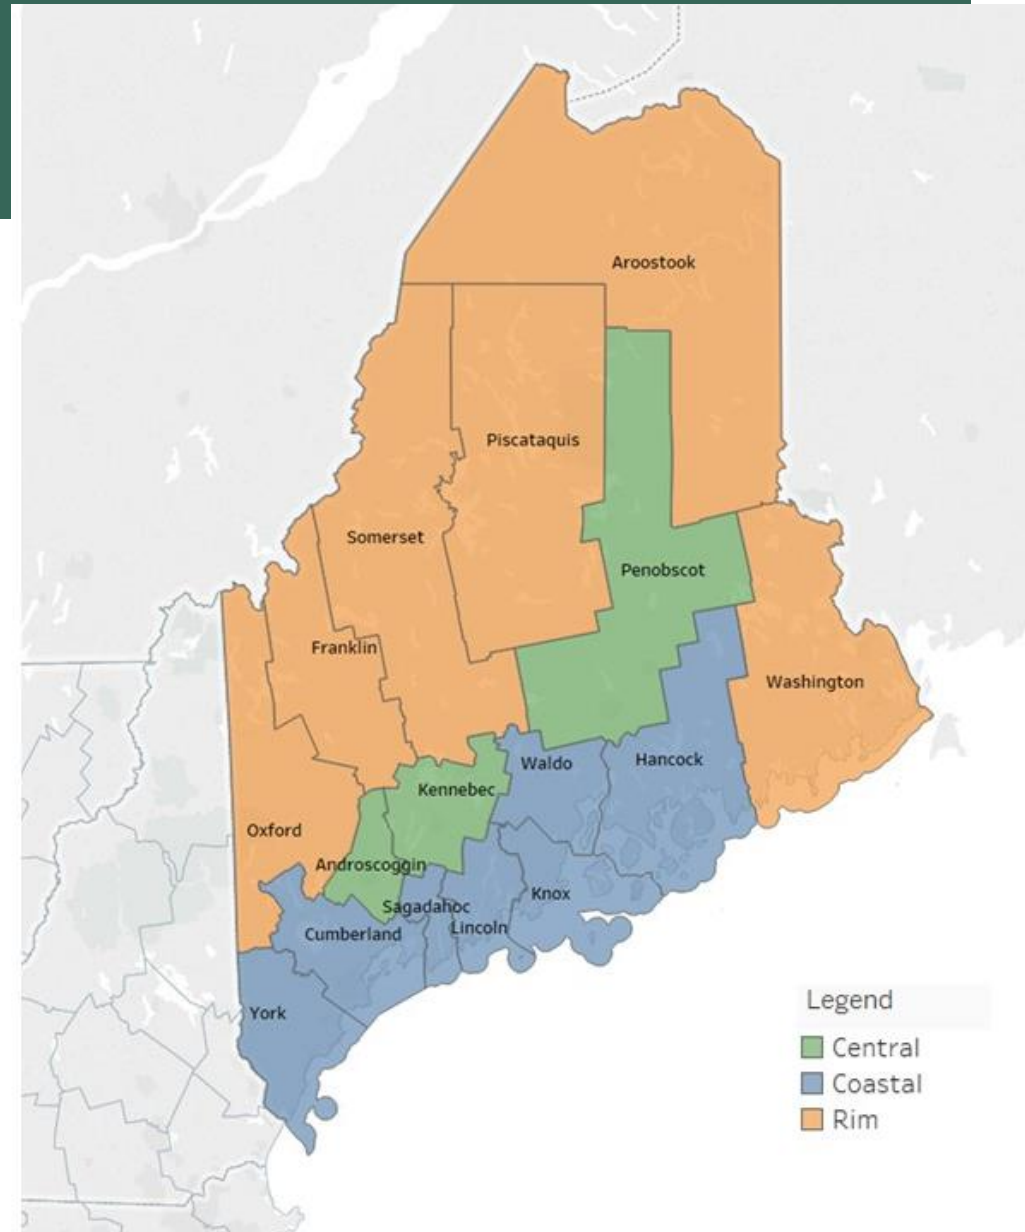 Aroostook
Piscataquis
Somerset
Penobscot
Franklin
Washington
Waldo
Hancock
Kennebec
Oxford
Androscoggin
Knox
Sagadahoc
Lincoln
Cumberland
York
Legend
Central
Coastal
Rim